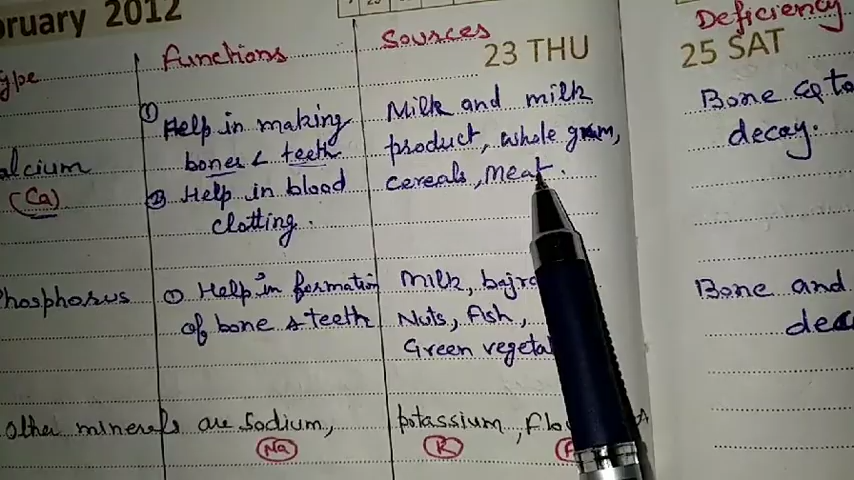 ruary 2012
ype Functions Sources Deficiency
23 THU 25 SAT
① Help in making bones & teeth
② Help in blood clotting.
alcium
(Ca)
Milk and milk
product, whole gram,
cereals, meat.
Bone
decay.
hosphorus
① Help in formation
of bone & teeth
Milk, bajra
Nuts, fish,
Green vegeta
Bone and
Other minerals are Sodium, potassium,
Na K